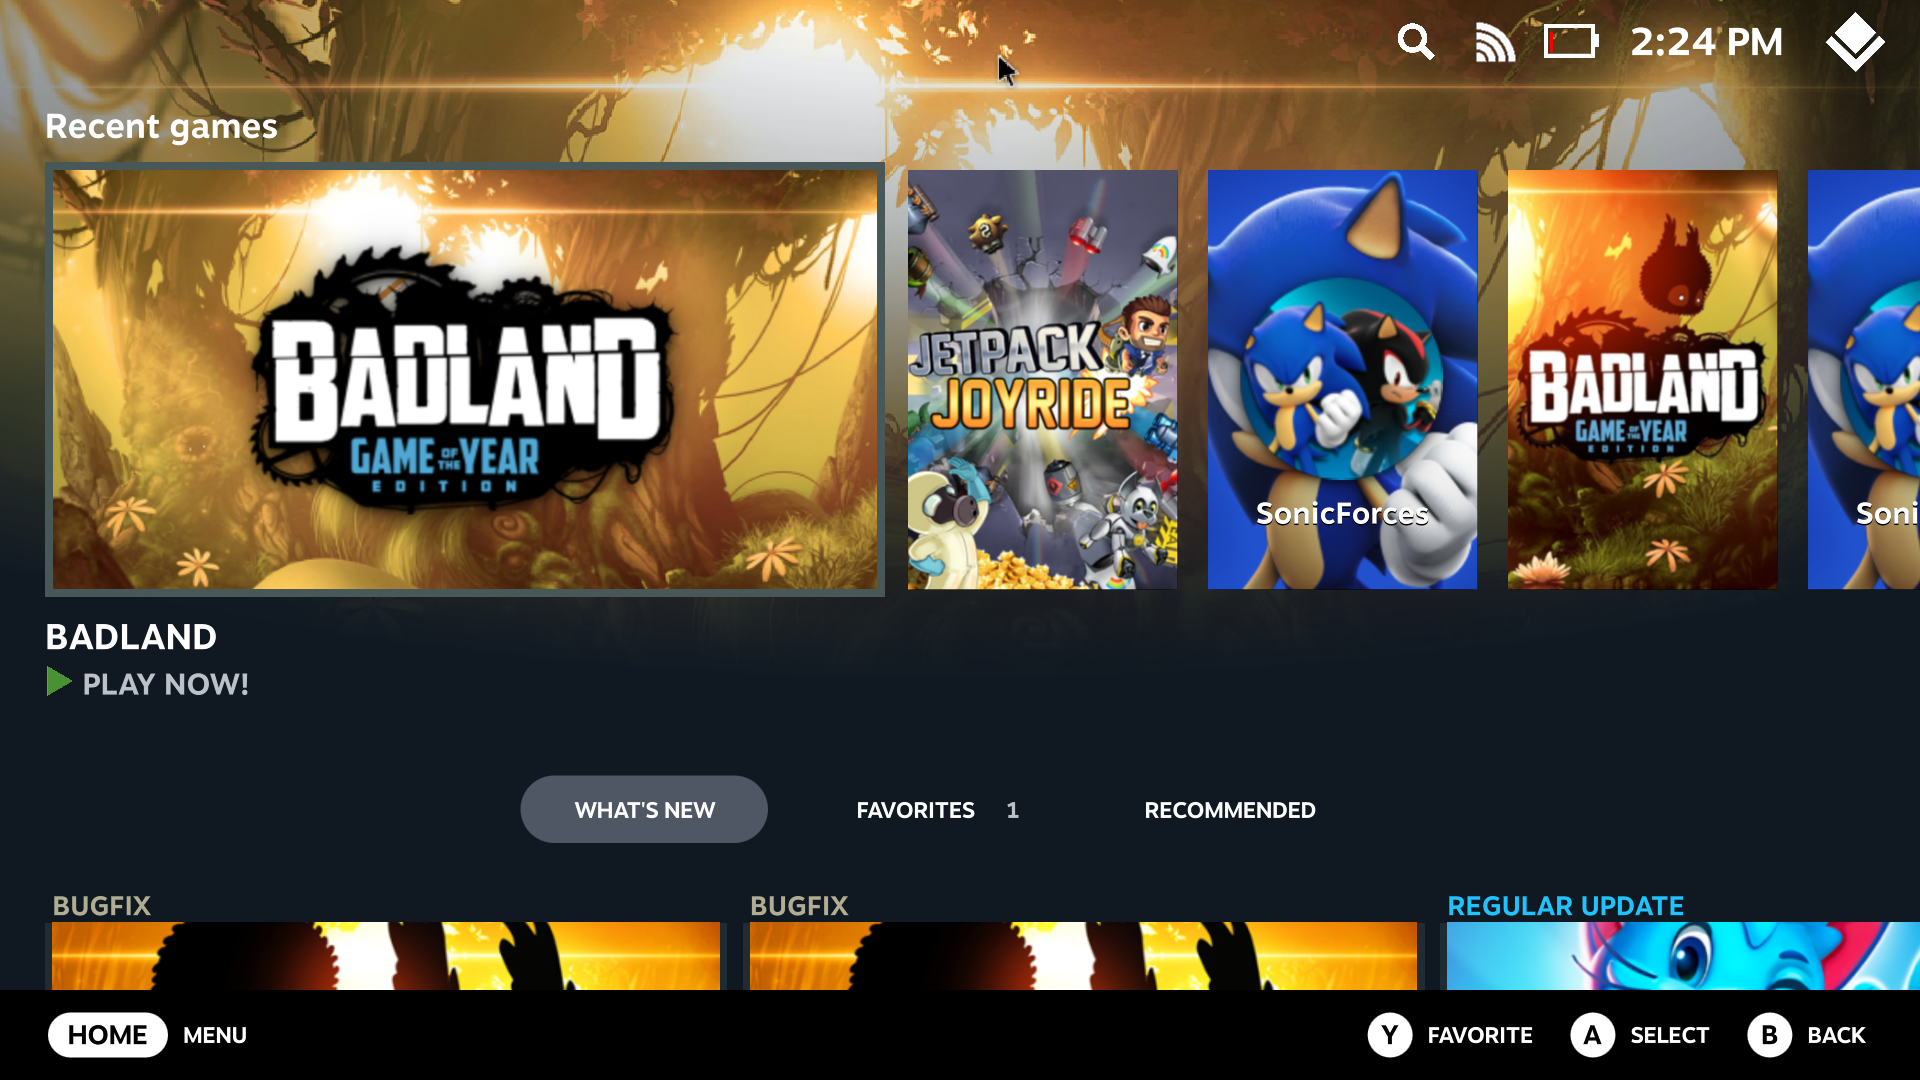 2:24 PM
Recent games
BADLAND
GAME OF THE YEAR
EDITION
JETPACK
JOYRIDE
SonicForces
BADLAND
GAME OF THE YEAR
EDITION
Soni
BADLAND
PLAY NOW!
WHAT'S NEW
FAVORITES 1
RECOMMENDED
BUGFIX
BUGFIX
REGULAR UPDATE
HOME MENU
Y FAVORITE
A SELECT
B BACK